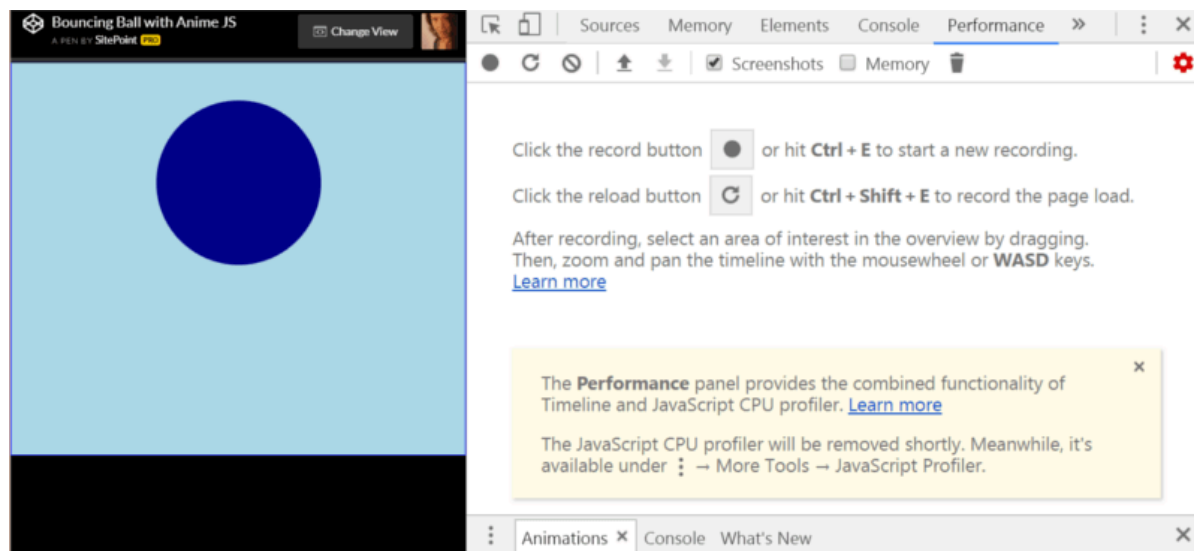 Bouncing Ball with Anime JS
A PEN BY SitePoint PRO
Change View
Sources Memory Elements Console Performance »
Screenshots Memory
Click the record button or hit Ctrl + E to start a new recording.
Click the reload button or hit Ctrl + Shift + E to record the page load.
After recording, select an area of interest in the overview by dragging.
Then, zoom and pan the timeline with the mousewheel or WASD keys.
Learn more
The Performance panel provides the combined functionality of
Timeline and JavaScript CPU profiler. Learn more
The JavaScript CPU profiler will be removed shortly. Meanwhile, it's
available under ⋮ → More Tools → JavaScript Profiler.
Animations × Console What's New